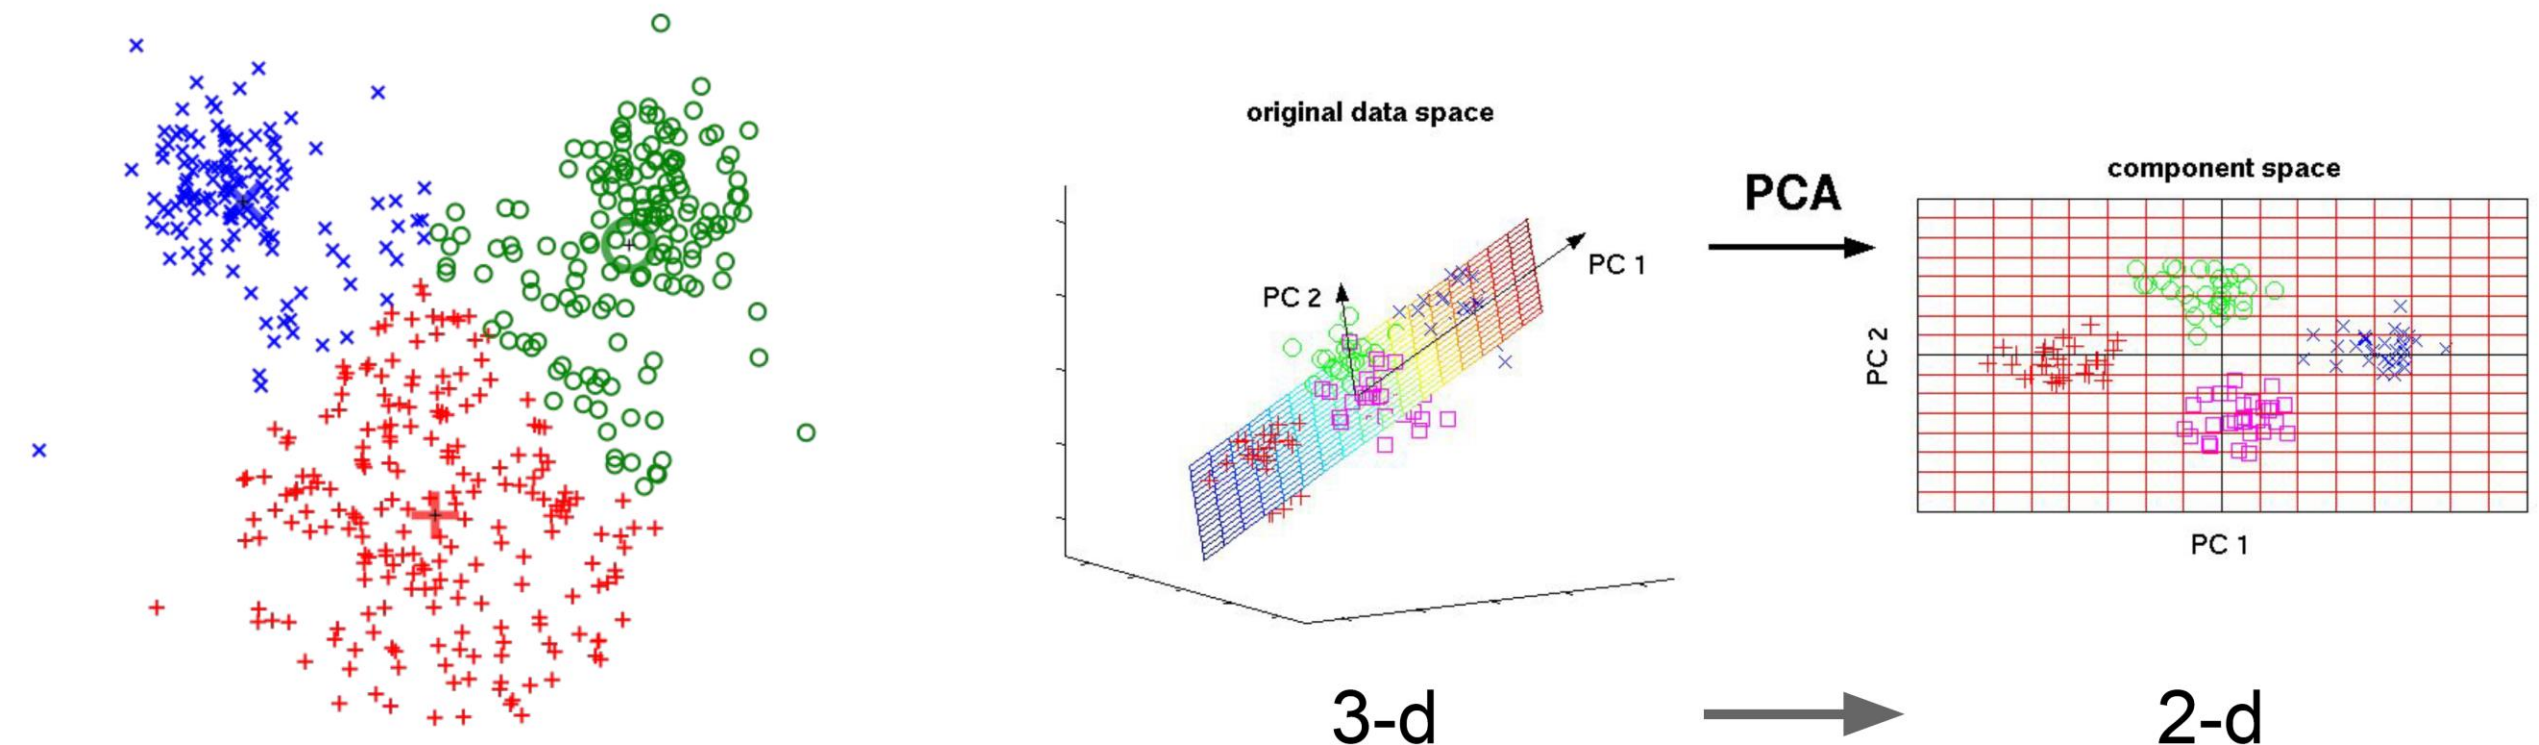 original data space
PC 1
PC 2
PCA
component space
PC 2
PC 1
3-d
2-d